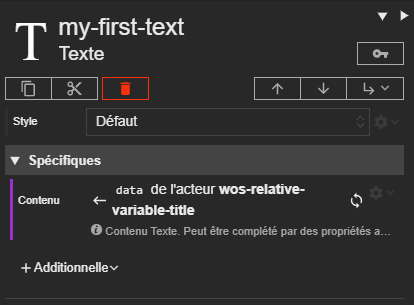 T my-first-text
Texte
Style Défaut
Spécifiques
Contenu data de l'acteur wos-relative-
variable-title
Contenu Texte. Peut être complété par des propriétés a...
+ Additionnelle